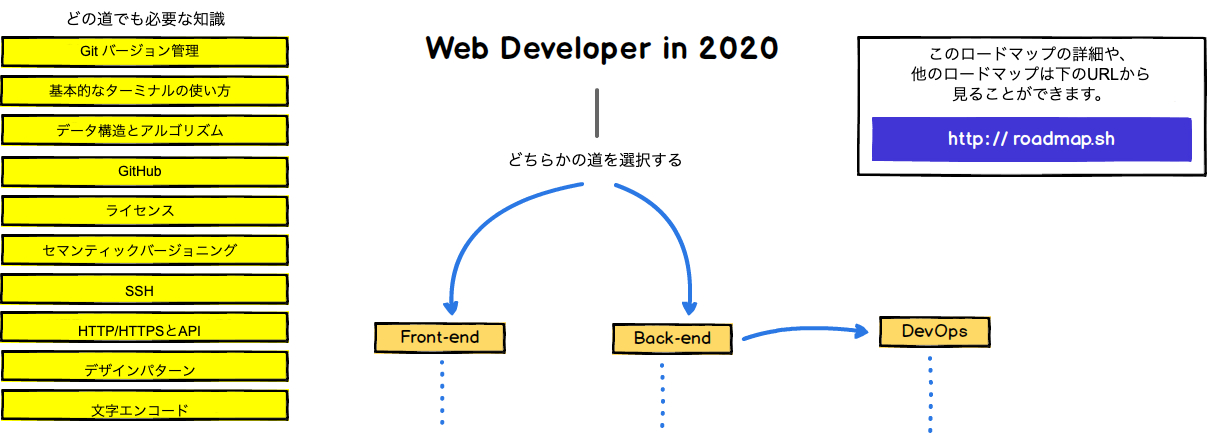 どの道でも必要な知識
Git バージョン管理
基本的なターミナルの使い方
データ構造とアルゴリズム
GitHub
ライセンス
セマンティックバージョニング
SSH
HTTP/HTTPSとAPI
デザインパターン
文字エンコード
Web Developer in 2020
どちらかの道を選択する
Front-end
Back-end
DevOps
このロードマップの詳細や、
他のロードマップは下のURLから
見ることができます。
http:// roadmap.sh